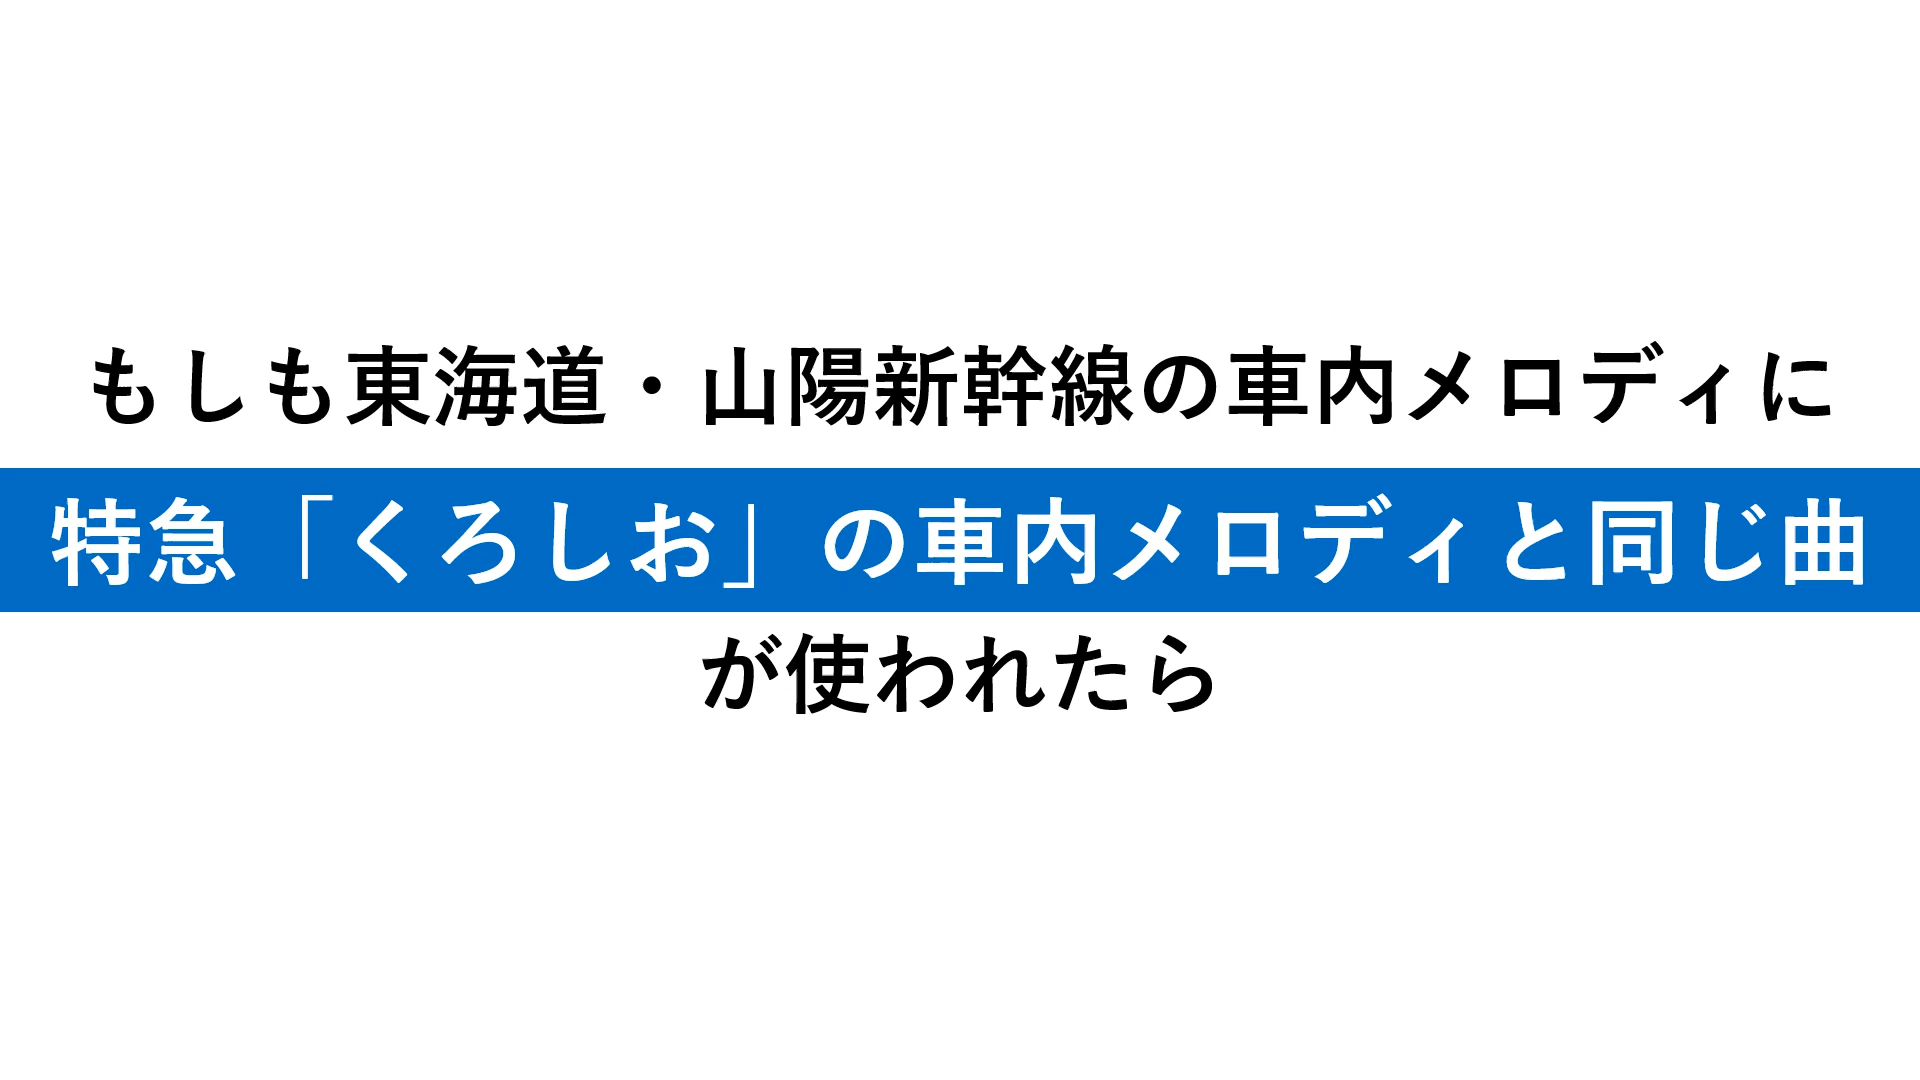 もしも東海道・山陽新幹線の車内メロディに
特急「くろしお」の車内メロディと同じ曲
が使われたら